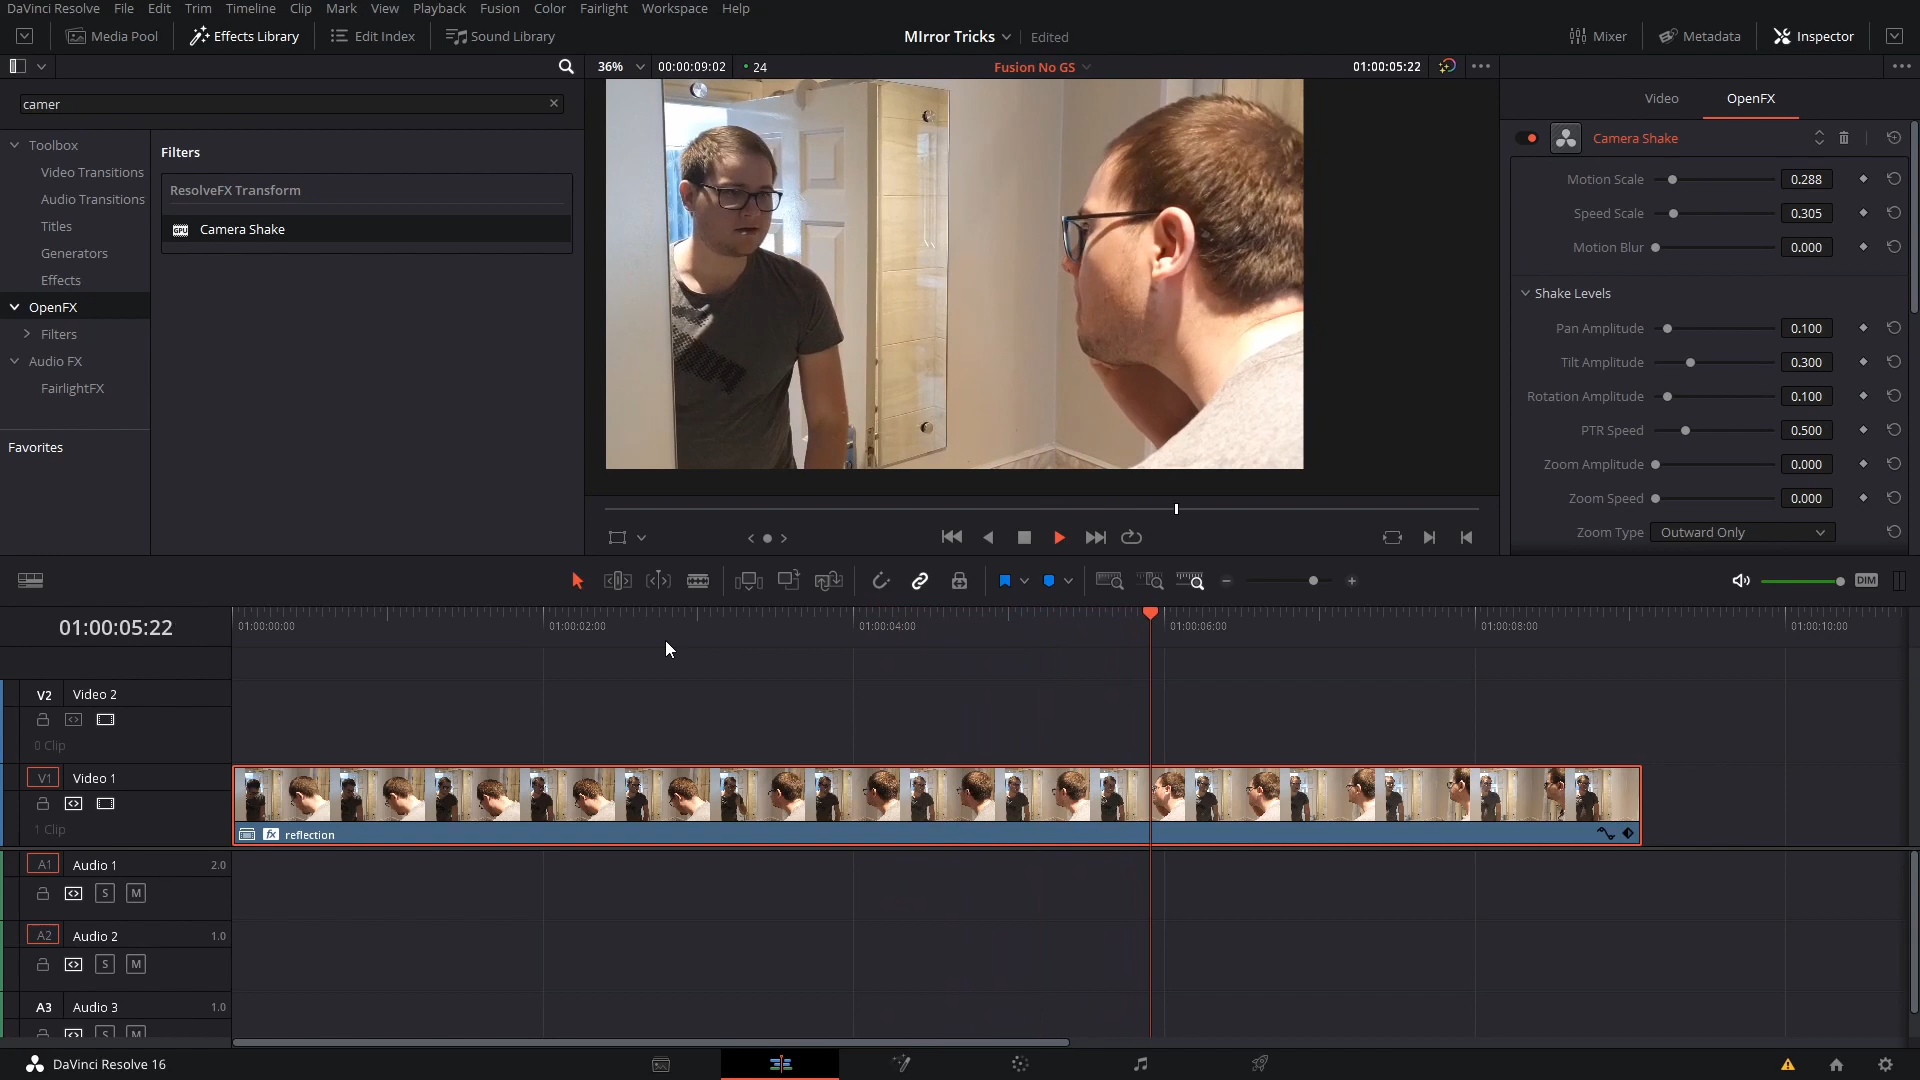 DaVinci Resolve File Edit Trim Timeline Clip Mark View Playback Fusion Color Fairlight Workspace Help
Media Pool Effects Library Edit Index Sound Library MIrror Tricks Edited Mixer Metadata Inspector
36% 00:00:09:02 24 Fusion No GS 01:00:05:22
camer
Toolbox
Video Transitions
Audio Transitions
Titles
Generators
Effects
OpenFX
Filters
Audio FX
FairlightFX
Favorites
Filters
ResolveFX Transform
GPU Camera Shake
Video OpenFX
Camera Shake
Motion Scale 0.288
Speed Scale 0.305
Motion Blur 0.000
Shake Levels
Pan Amplitude 0.100
Tilt Amplitude 0.300
Rotation Amplitude 0.100
PTR Speed 0.500
Zoom Amplitude 0.000
Zoom Speed 0.000
Zoom Type Outward Only
DIM
01:00:05:22
01:00:00:00 01:00:02:00 01:00:04:00 01:00:06:00 01:00:08:00 01:00:10:00
V2 Video 2
0 Clip
V1 Video 1
1 Clip
fx reflection
A1 Audio 1 2.0
S M
A2 Audio 2 1.0
S M
A3 Audio 3 1.0
S M
DaVinci Resolve 16